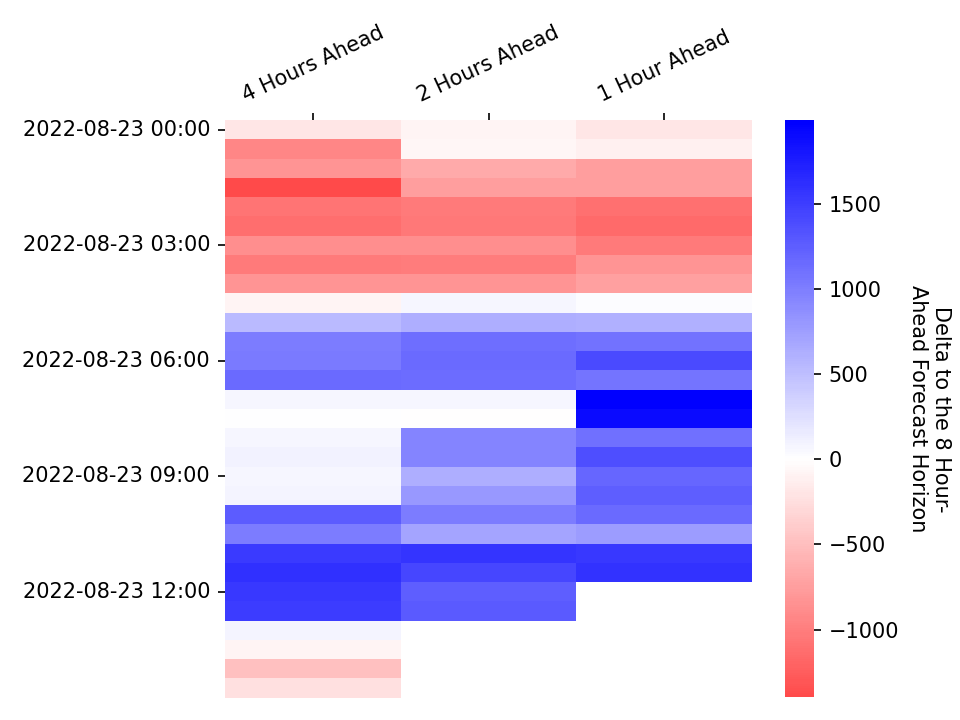 4 Hours Ahead
2 Hours Ahead
1 Hour Ahead
2022-08-23 00:00
2022-08-23 03:00
2022-08-23 06:00
2022-08-23 09:00
2022-08-23 12:00
1500
1000
500
0
−500
−1000
Delta to the 8 Hour-
Ahead Forecast Horizon